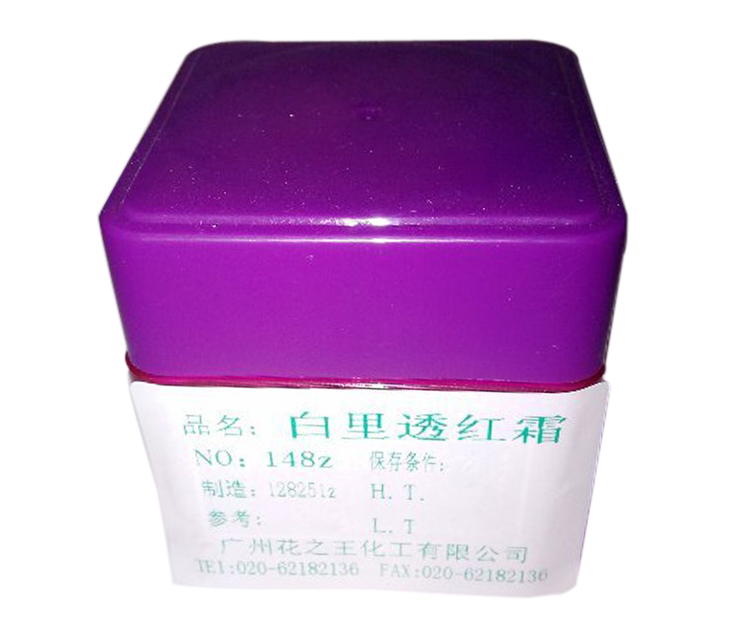 品名: 白里透红霜
NO: 148z 保存条件:
制造: 128251z H.T.
参考: L.T
广州花之王化工有限公司
TEl:020-62182136 FAX:020-62182136